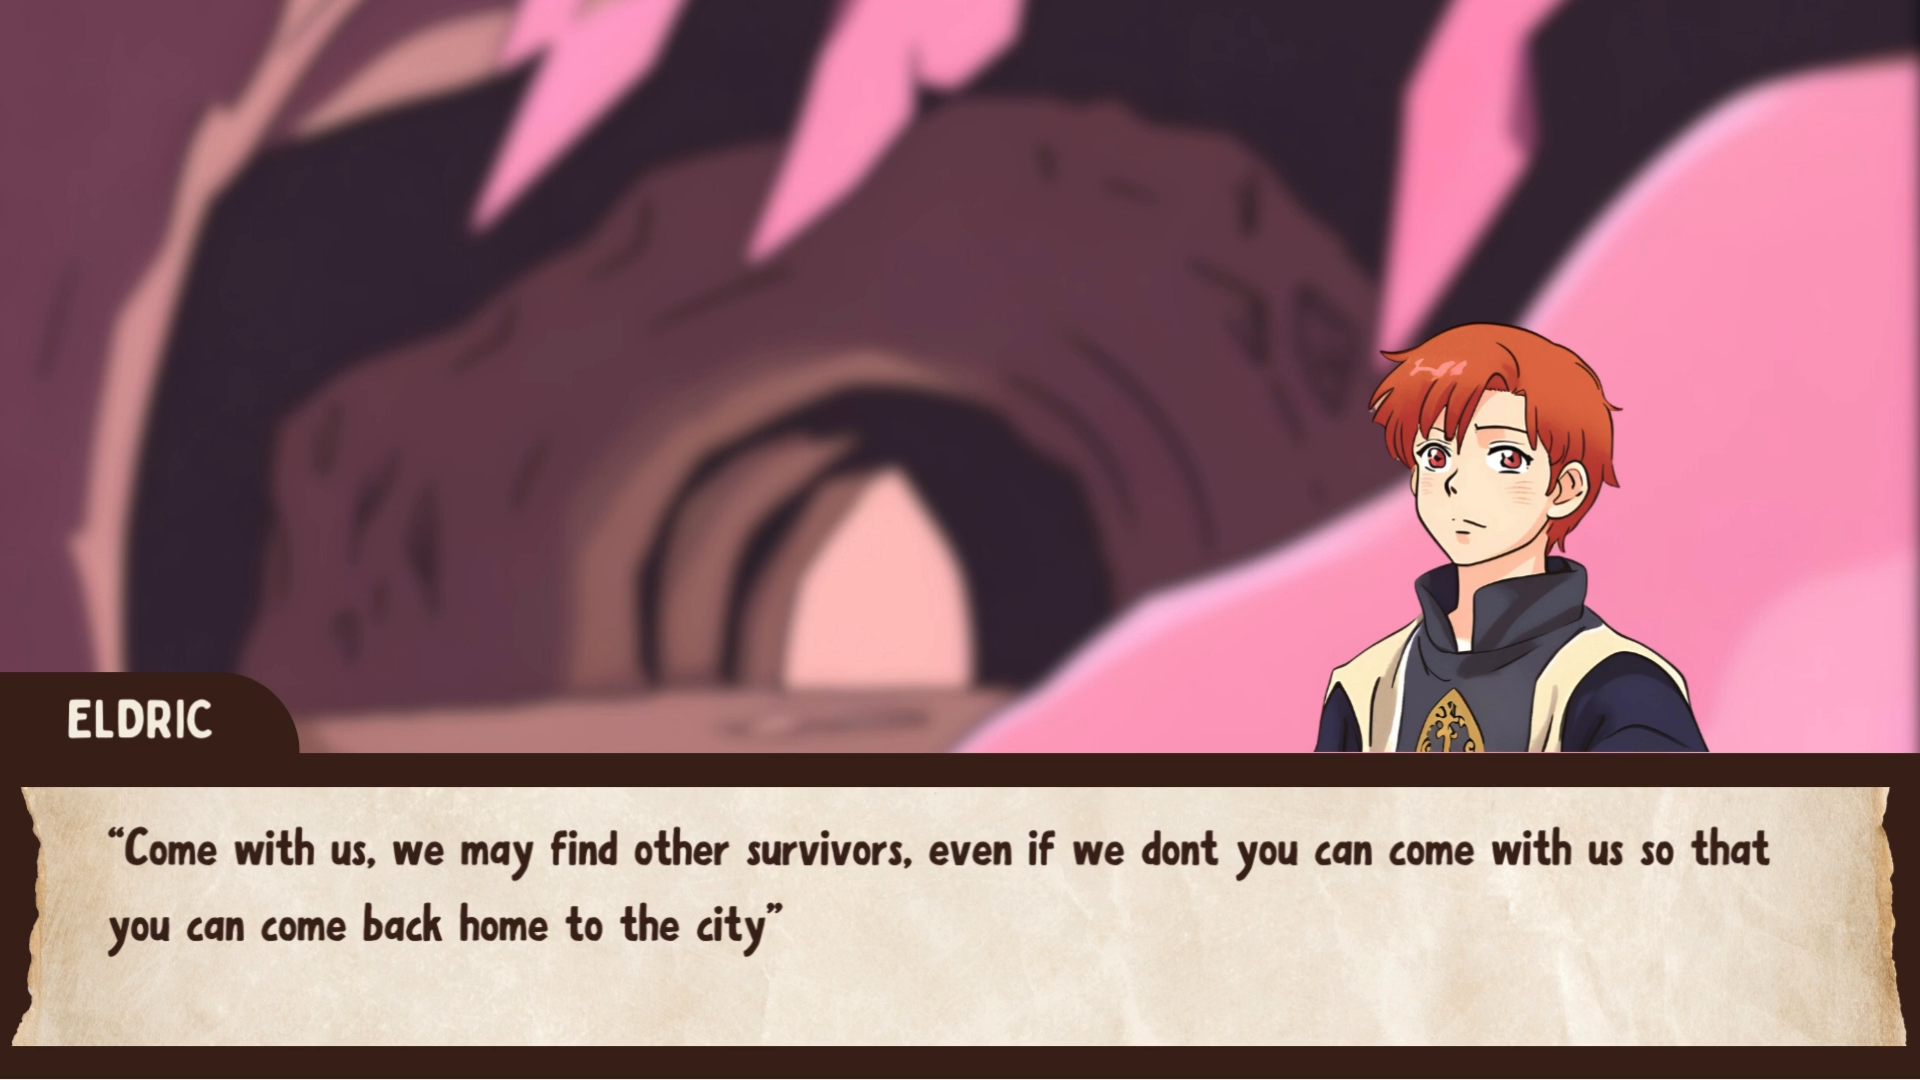 ELDRIC
“Come with us, we may find other survivors, even if we dont you can come with us so that
you can come back home to the city”